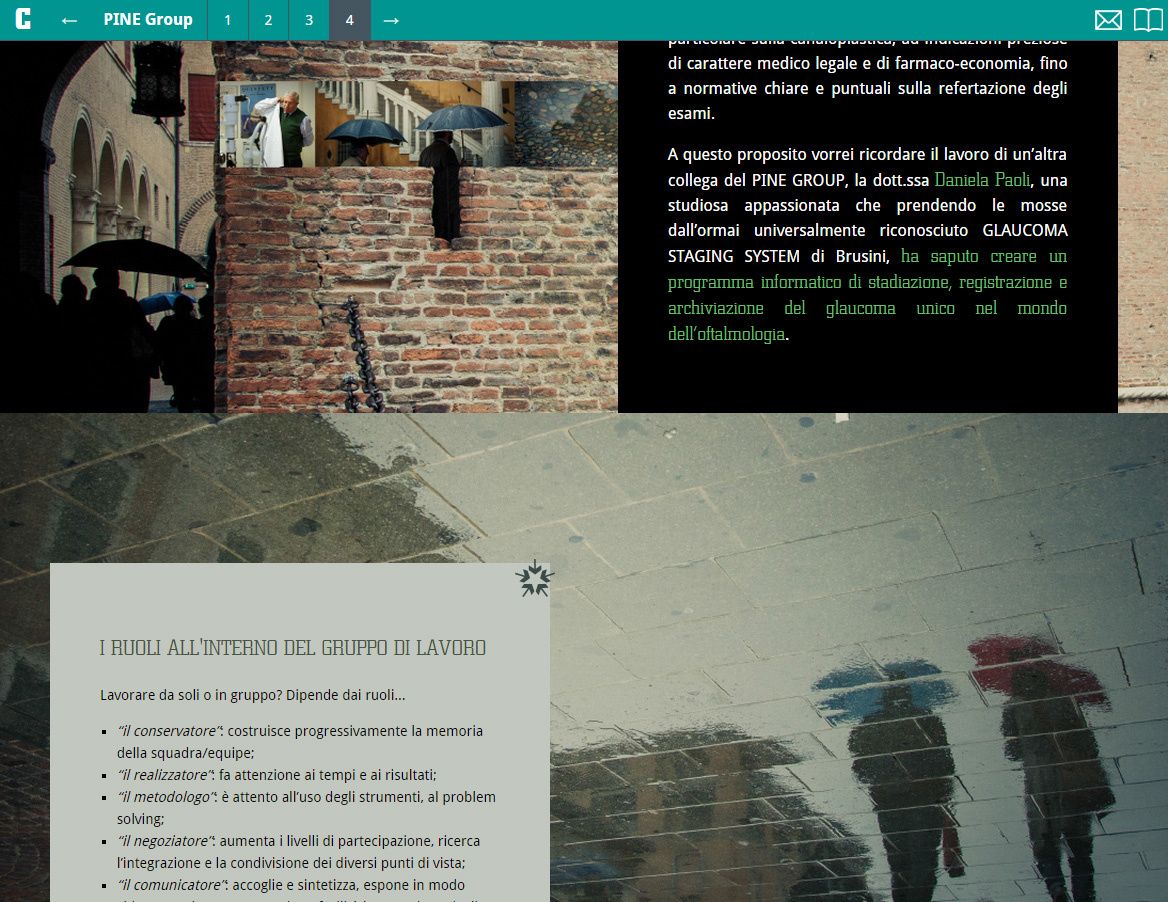 C ← PINE Group 1 2 3 4 →
particolare sulla canaloplastica, ad indicazioni preziose
di carattere medico legale e di farmaco-economia, fino
a normative chiare e puntuali sulla refertazione degli
esami.
A questo proposito vorrei ricordare il lavoro di un’altra
collega del PINE GROUP, la dott.ssa Daniela Paoli, una
studiosa appassionata che prendendo le mosse
dall’ormai universalmente riconosciuto GLAUCOMA
STAGING SYSTEM di Brusini, ha saputo creare un
programma informatico di stadiazione, registrazione e
archiviazione del glaucoma unico nel mondo
dell’oftalmologia.
I RUOLI ALL'INTERNO DEL GRUPPO DI LAVORO
Lavorare da soli o in gruppo? Dipende dai ruoli...
▪ “il conservatore”: costruisce progressivamente la memoria
della squadra/equipe;
▪ “il realizzatore”: fa attenzione ai tempi e ai risultati;
▪ “il metodologo”: è attento all’uso degli strumenti, al problem
solving;
▪ “il negoziatore”: aumenta i livelli di partecipazione, ricerca
l’integrazione e la condivisione dei diversi punti di vista;
▪ “il comunicatore”: accoglie e sintetizza, espone in modo